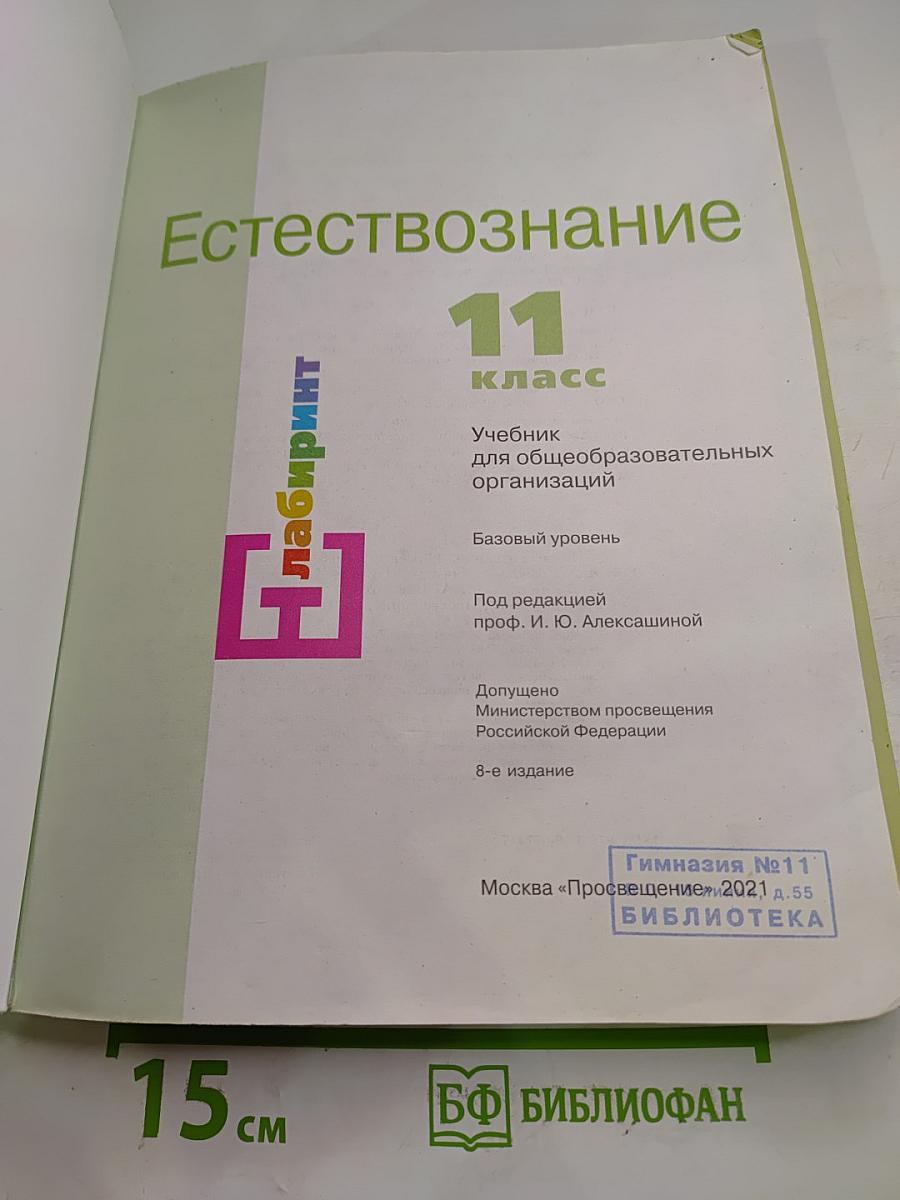 Естествознание
11
класс
лабиринт
Учебник
для общеобразовательных
организаций
Базовый уровень
Под редакцией
проф. И. Ю. Алексашиной
Допущено
Министерством просвещения
Российской Федерации
8-е издание
Гимназия №11
Москва «Просвещение» 2021
д.55
БИБЛИОТЕКА
15 см
БФ БИБЛИОФАН